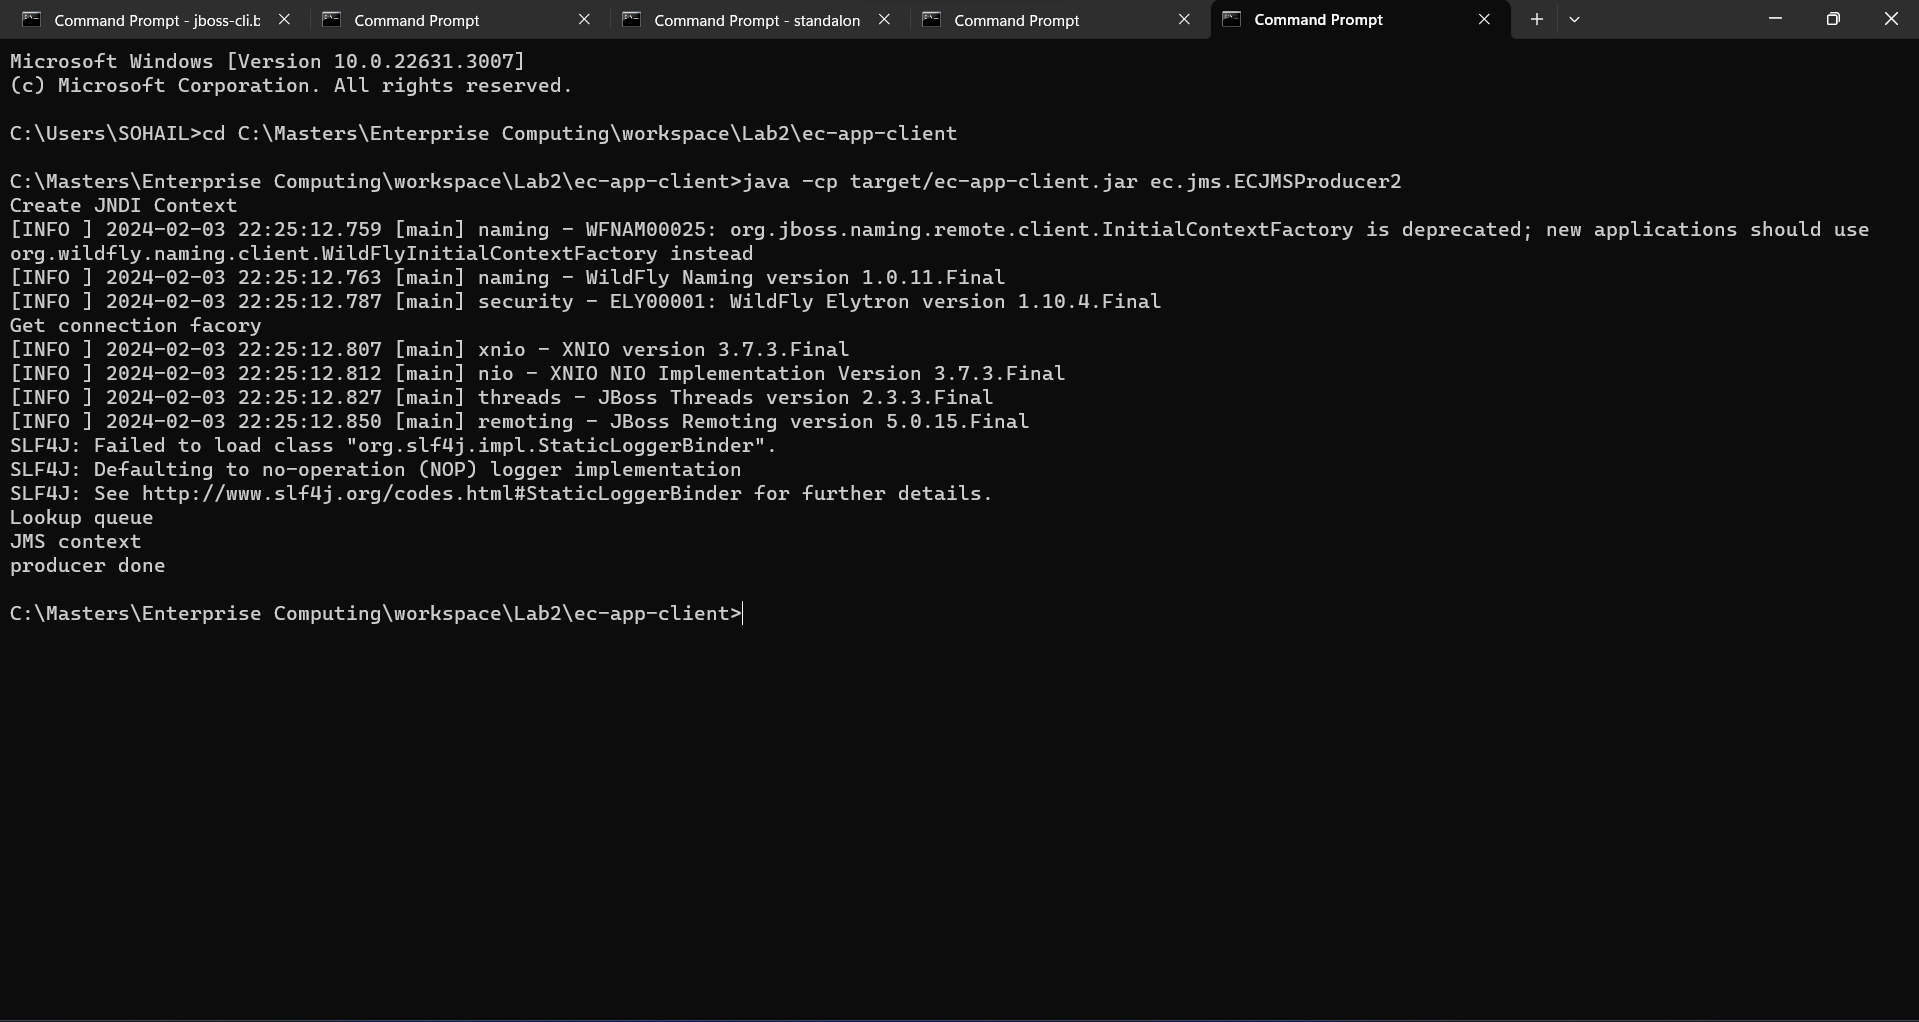 Command Prompt - jboss-cli.b
Command Prompt
Command Prompt - standalon
Command Prompt
Command Prompt
Microsoft Windows [Version 10.0.22631.3007]
(c) Microsoft Corporation. All rights reserved.
C:\Users\SOHAIL>cd C:\Masters\Enterprise Computing\workspace\Lab2\ec-app-client
C:\Masters\Enterprise Computing\workspace\Lab2\ec-app-client>java -cp target/ec-app-client.jar ec.jms.ECJMSProducer2
Create JNDI Context
[INFO ] 2024-02-03 22:25:12.759 [main] naming - WFNAM00025: org.jboss.naming.remote.client.InitialContextFactory is deprecated; new applications should use
org.wildfly.naming.client.WildFlyInitialContextFactory instead
[INFO ] 2024-02-03 22:25:12.763 [main] naming - WildFly Naming version 1.0.11.Final
[INFO ] 2024-02-03 22:25:12.787 [main] security - ELY00001: WildFly Elytron version 1.10.4.Final
Get connection facory
[INFO ] 2024-02-03 22:25:12.807 [main] xnio - XNIO version 3.7.3.Final
[INFO ] 2024-02-03 22:25:12.812 [main] nio - XNIO NIO Implementation Version 3.7.3.Final
[INFO ] 2024-02-03 22:25:12.827 [main] threads - JBoss Threads version 2.3.3.Final
[INFO ] 2024-02-03 22:25:12.850 [main] remoting - JBoss Remoting version 5.0.15.Final
SLF4J: Failed to load class "org.slf4j.impl.StaticLoggerBinder".
SLF4J: Defaulting to no-operation (NOP) logger implementation
SLF4J: See http://www.slf4j.org/codes.html#StaticLoggerBinder for further details.
Lookup queue
JMS context
producer done
C:\Masters\Enterprise Computing\workspace\Lab2\ec-app-client>